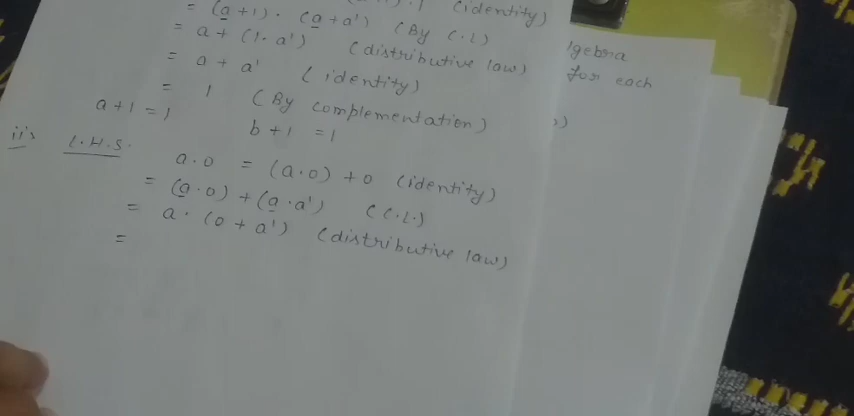 . 1 (identity)
= (a+1) . (a+a') (By C.L)
= a + (1. a') (distributive law)
= a + a' (identity)
= 1 (By complementation)
a+1 = 1
b+1 = 1
ii) L.H.S. a.0 = (a.0) +0 (identity)
= (a.0) + (a.a') (C.L.)
= a. (0 + a') (distributive law)
=
lgebra
for each